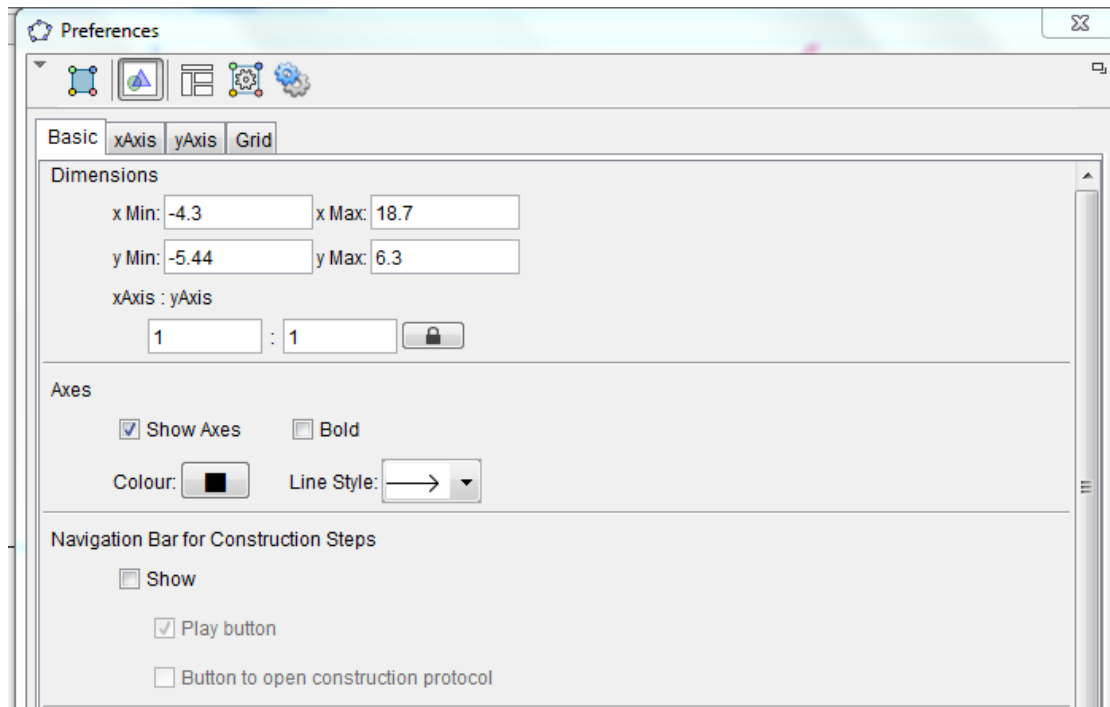 Preferences
Basic xAxis yAxis Grid
Dimensions
x Min: -4.3 x Max: 18.7
y Min: -5.44 y Max: 6.3
xAxis : yAxis
1 : 1
Axes
Show Axes Bold
Colour: Line Style:
Navigation Bar for Construction Steps
Show
Play button
Button to open construction protocol